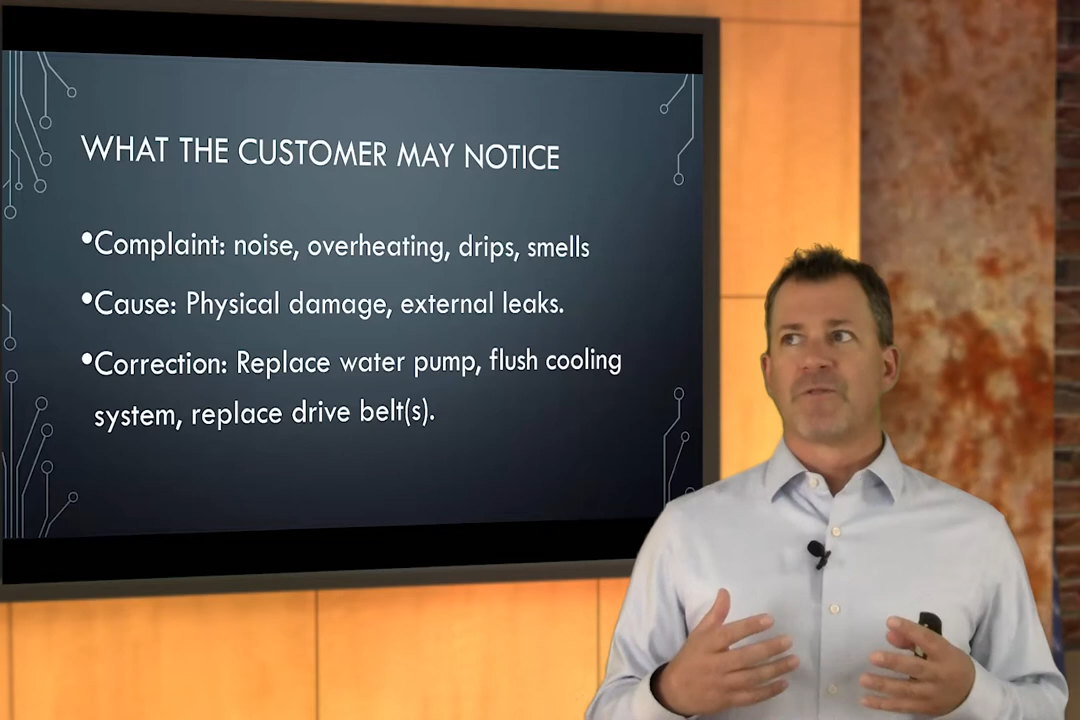 WHAT THE CUSTOMER MAY NOTICE
•Complaint: noise, overheating, drips, smells
•Cause: Physical damage, external leaks.
•Correction: Replace water pump, flush cooling
system, replace drive belt(s).